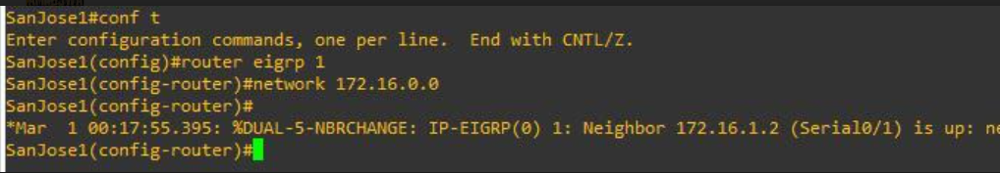 SanJose1#conf t
Enter configuration commands, one per line.  End with CNTL/Z.
SanJose1(config)#router eigrp 1
SanJose1(config-router)#network 172.16.0.0
SanJose1(config-router)#
*Mar  1 00:17:55.395: %DUAL-5-NBRCHANGE: IP-EIGRP(0) 1: Neighbor 172.16.1.2 (Serial0/1) is up: ne
SanJose1(config-router)#